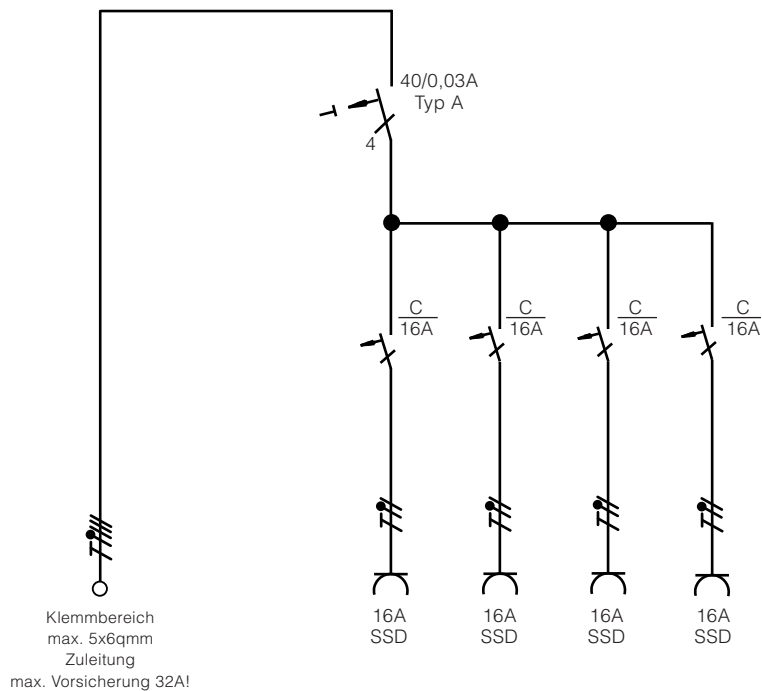 40/0,03A
Typ A
4
C
16A
C
16A
C
16A
C
16A
16A
SSD
16A
SSD
16A
SSD
16A
SSD
Klemmbereich
max. 5x6qmm
Zuleitung
max. Vorsicherung 32A!